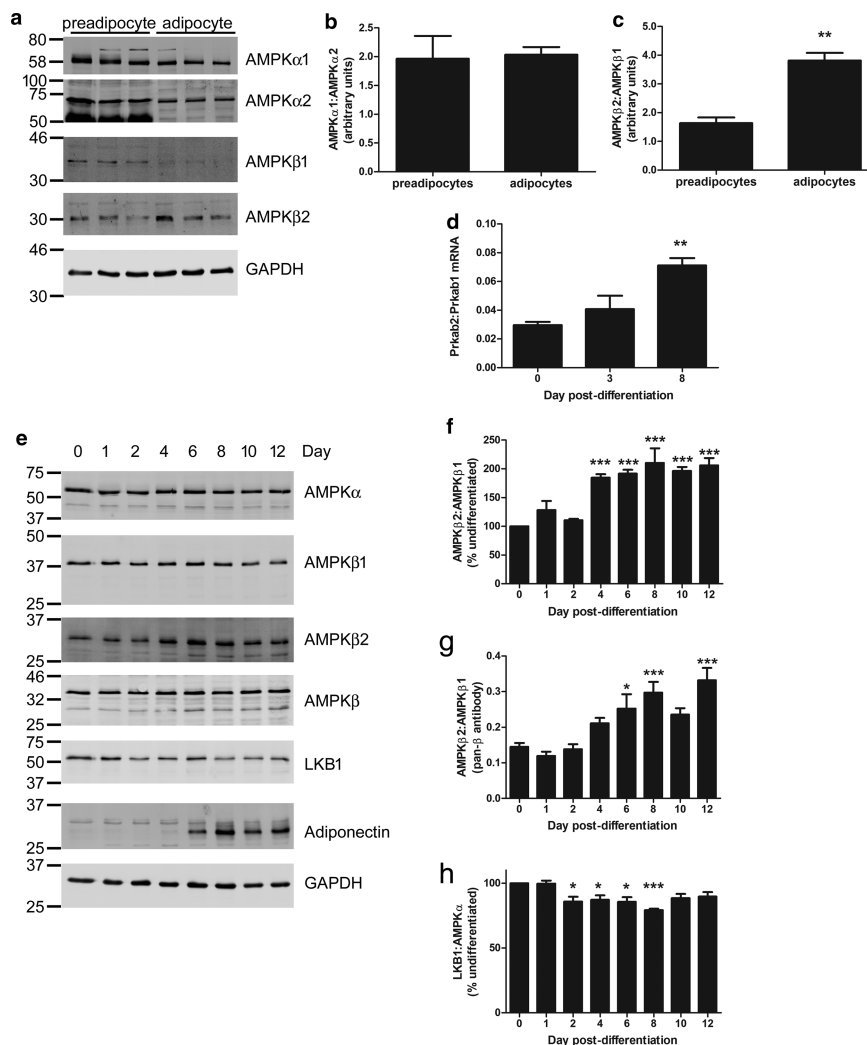 a
preadipocyte adipocyte
80
58
AMPKα1
100
75
50
AMPKα2
46
30
AMPKβ1
30
AMPKβ2
46
30
GAPDH
b
AMPKα1:AMPKα2
(arbitrary units)
2.5
2.0
1.5
1.0
0.5
0.0
preadipocytes adipocytes
c
AMPKβ2:AMPKβ1
(arbitrary units)
5.0
4.0
3.0
2.0
1.0
0.0
**
preadipocytes adipocytes
d
Prkab2:Prkab1 mRNA
0.10
0.08
0.06
0.04
0.02
0.00
**
0 3 8
Day post-differentiation
e
0 1 2 4 6 8 10 12 Day
75
50
37
AMPKα
50
37
25
AMPKβ1
37
25
AMPKβ2
46
32
25
AMPKβ
75
50
37
LKB1
37
25
Adiponectin
37
25
GAPDH
f
AMPKβ2:AMPKβ1
(% undifferentiated)
250
200
150
100
50
0
*** *** *** *** ***
0 1 2 4 6 8 10 12
Day post-differentiation
g
AMPKβ2:AMPKβ1
(pan-β antibody)
0.4
0.3
0.2
0.1
0.0
* *** ***
0 1 2 4 6 8 10 12
Day post-differentiation
h
LKB1:AMPKα
(% undifferentiated)
100
50
0
* * * ***
0 1 2 4 6 8 10 12
Day post-differentiation